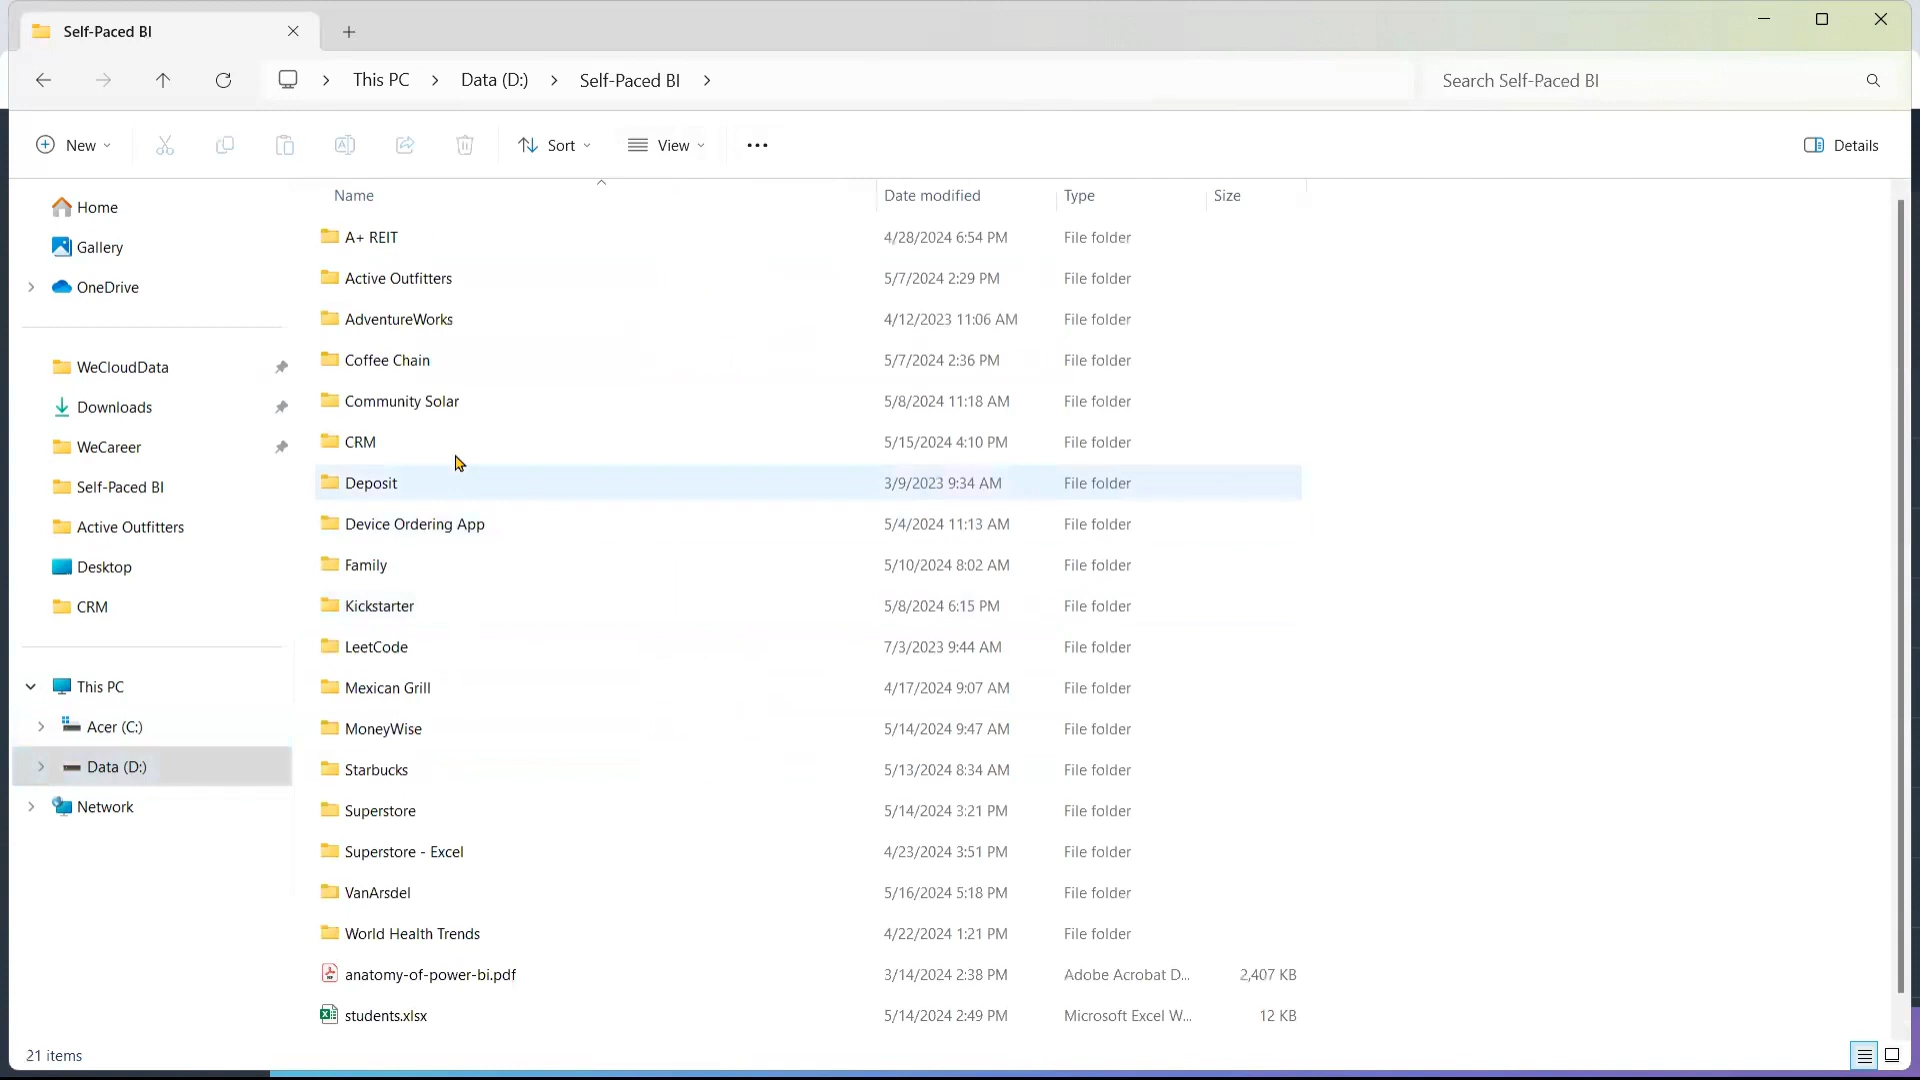 Self-Paced BI
This PC > Data (D:) > Self-Paced BI >
Search Self-Paced BI
New
Sort
View
Details
Name Date modified Type Size
Home
Gallery
OneDrive
WeCloudData
Downloads
WeCareer
Self-Paced BI
Active Outfitters
Desktop
CRM
This PC
Acer (C:)
Data (D:)
Network
A+ REIT 4/28/2024 6:54 PM File folder
Active Outfitters 5/7/2024 2:29 PM File folder
AdventureWorks 4/12/2023 11:06 AM File folder
Coffee Chain 5/7/2024 2:36 PM File folder
Community Solar 5/8/2024 11:18 AM File folder
CRM 5/15/2024 4:10 PM File folder
Deposit 3/9/2023 9:34 AM File folder
Device Ordering App 5/4/2024 11:13 AM File folder
Family 5/10/2024 8:02 AM File folder
Kickstarter 5/8/2024 6:15 PM File folder
LeetCode 7/3/2023 9:44 AM File folder
Mexican Grill 4/17/2024 9:07 AM File folder
MoneyWise 5/14/2024 9:47 AM File folder
Starbucks 5/13/2024 8:34 AM File folder
Superstore 5/14/2024 3:21 PM File folder
Superstore - Excel 4/23/2024 3:51 PM File folder
VanArsdel 5/16/2024 5:18 PM File folder
World Health Trends 4/22/2024 1:21 PM File folder
anatomy-of-power-bi.pdf 3/14/2024 2:38 PM Adobe Acrobat D... 2,407 KB
students.xlsx 5/14/2024 2:49 PM Microsoft Excel W... 12 KB
21 items